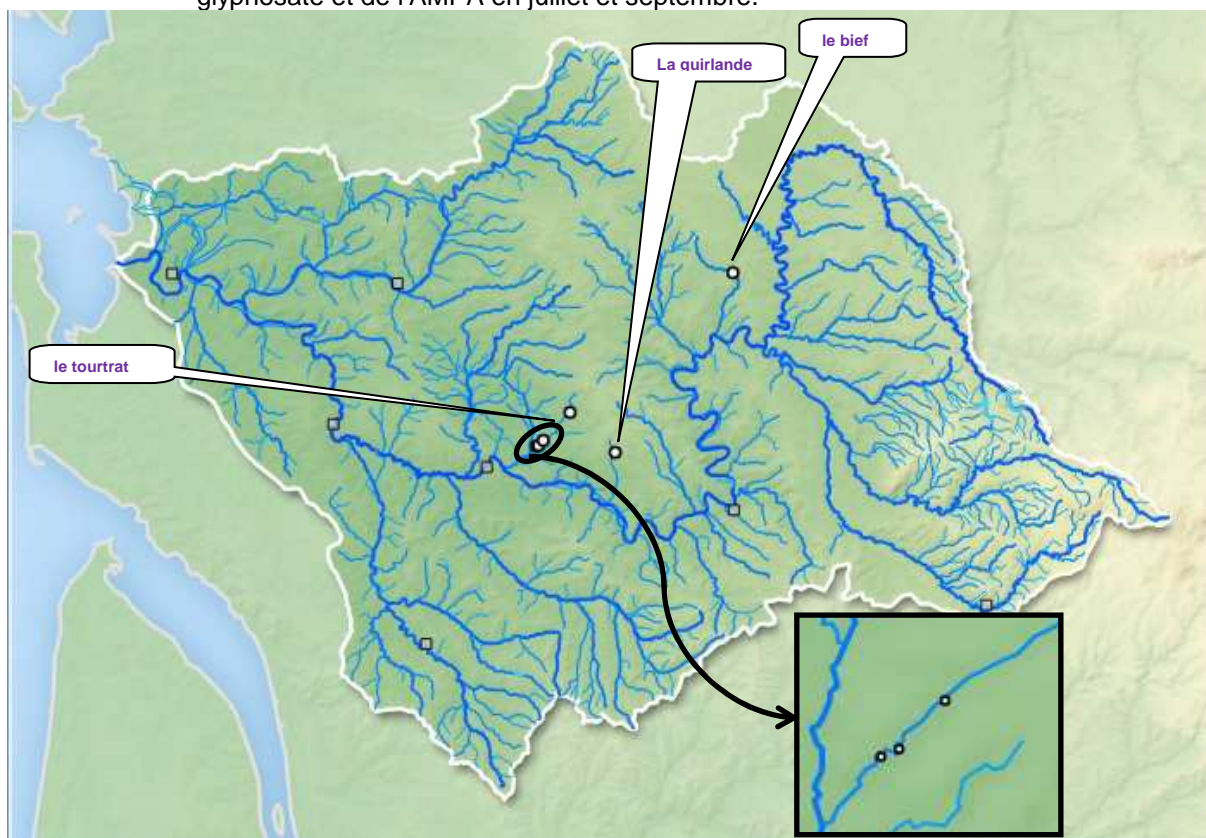 glyphosate et de l'AMPA en juillet et septembre.
le bief
La guirlande
le tourtrat